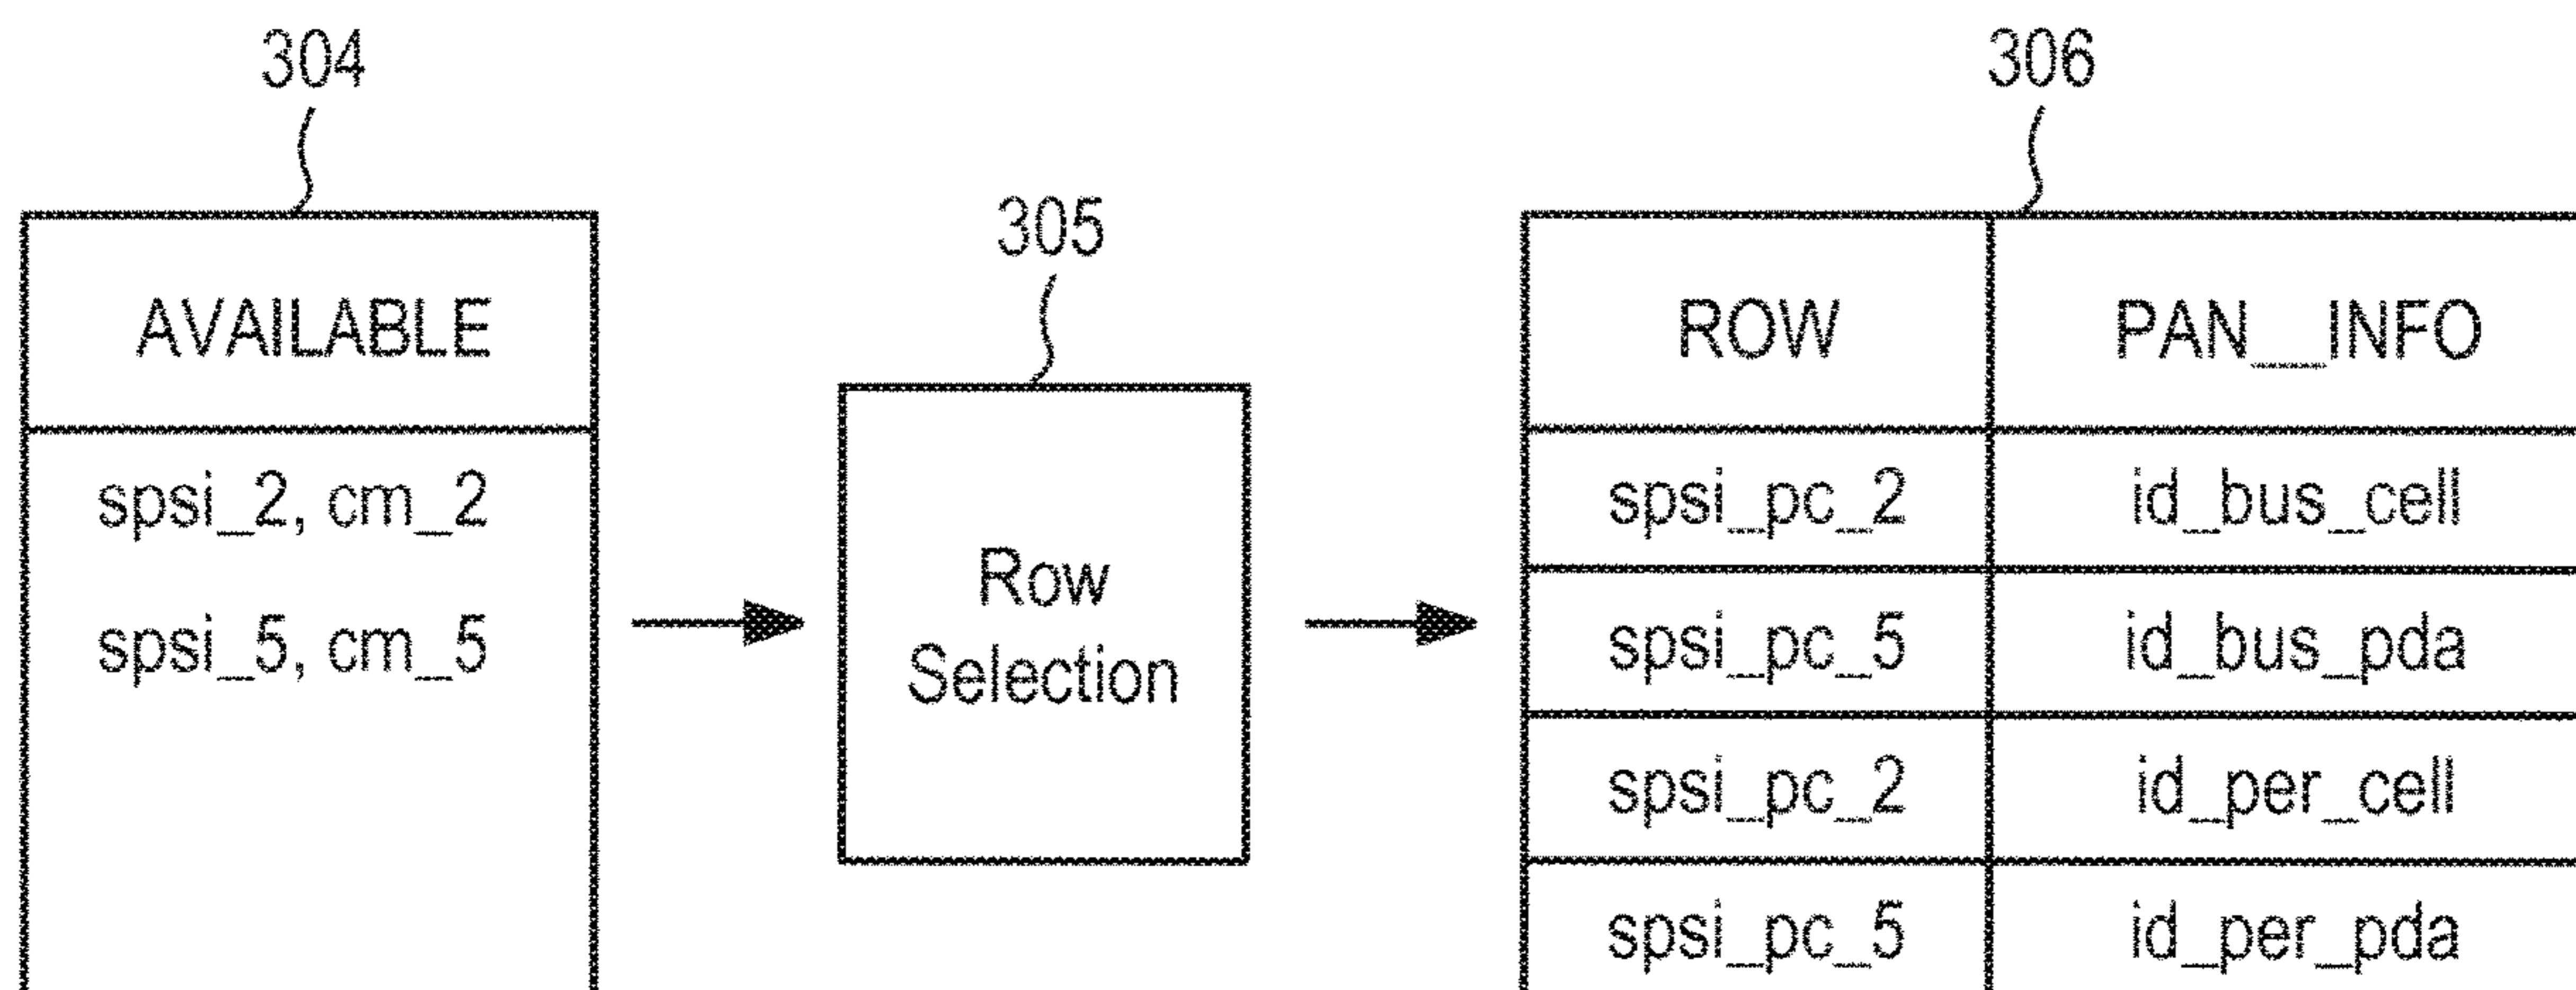 304
AVAILABLE
spsi_2, cm_2
spsi_5, cm_5
305
Row
Selection
306
ROW PAN__INFO
spsi_pc_2 id_bus_cell
spsi_pc_5 id_bus_pda
spsi_pc_2 id_per_cell
spsi_pc_5 id_per_pda